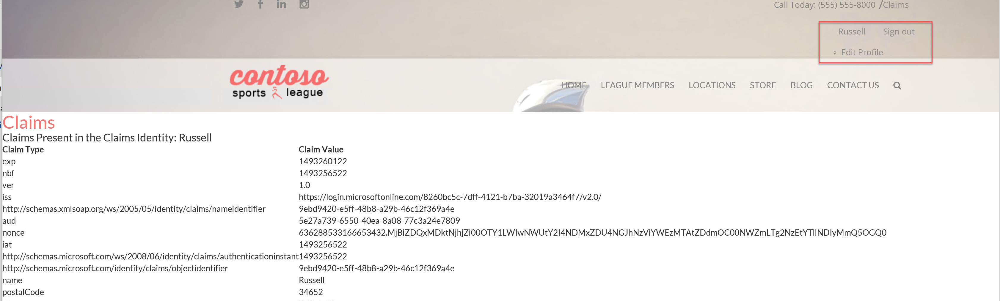 Call Today: (555) 555-8000 /Claims
Russell Sign out
Edit Profile
contoso
sports league
HOME LEAGUE MEMBERS LOCATIONS STORE BLOG CONTACT US
Claims
Claims Present in the Claims Identity: Russell
Claim Type Claim Value
exp 1493260122
nbf 1493256522
ver 1.0
iss https://login.microsoftonline.com/8260bc5c-7dff-4121-b7ba-32019a3464f7/v2.0/
http://schemas.xmlsoap.org/ws/2005/05/identity/claims/nameidentifier 9ebd9420-e5ff-48b8-a29b-46c12f369a4e
aud 5e27a739-6550-40ea-8a08-77c3a24e7809
nonce 636288533166653432.MjBiZDQxMDktNjhjZi00OTY1LWIwNWUtY2I4NDMxZDU4NGJhNzViYWEzMTAtZDdmOC00NWZmLTg2NzEtYTllNDIyMmQ5OGQ0
iat 1493256522
http://schemas.microsoft.com/ws/2008/06/identity/claims/authenticationinstant 1493256522
http://schemas.microsoft.com/identity/claims/objectidentifier 9ebd9420-e5ff-48b8-a29b-46c12f369a4e
name Russell
postalCode 34652